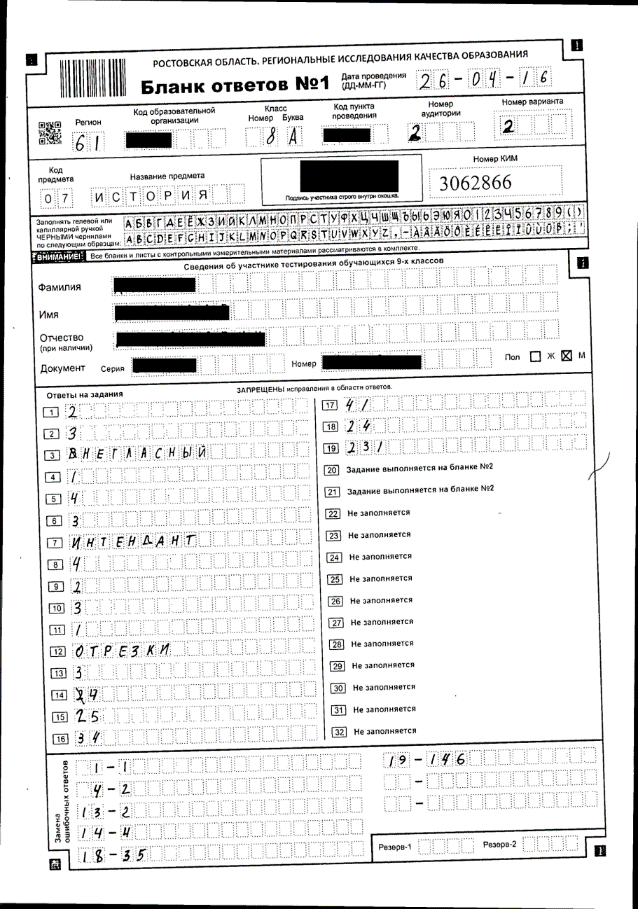 РОСТОВСКАЯ ОБЛАСТЬ. РЕГИОНАЛЬНЫЕ ИССЛЕДОВАНИЯ КАЧЕСТВА ОБРАЗОВАНИЯ
Бланк ответов №1 Дата проведения (ДД-ММ-ГГ) 26-04-16
Регион Код образовательной организации Класс Номер Буква Код пункта проведения Номер аудитории Номер варианта
61 8 А 2 2
Код предмета Название предмета Номер КИМ
07 ИСТОРИЯ 3062866
Подпись участника строго внутри окошка.
Заполнять гелевой или капиллярной ручкой ЧЕРНЫМИ чернилами по следующим образцам:
АБВГДЕЁЖЗИЙКЛМНОПРСТУФХЦЧШЩЪЫЬЭЮЯ0123456789()
ВНИМАНИЕ! Все бланки и листы с контрольными измерительными материалами рассматриваются в комплекте.
Сведения об участнике тестирования обучающихся 9-х классов
Фамилия
Имя
Отчество
(при наличии)
Документ Серия Номер Пол Ж М
Ответы на задания ЗАПРЕЩЕНЫ исправления в области ответов.
1 2
2 3
3 ВНЕГЛАСНЫЙ
4 1
5 4
6 3
7 ИНТЕНДАНТ
8 4
9 2
10 3
11 1
12 ОТРЕЗКИ
13 3
14 24
15 25
16 34
17 41
18 24
19 231
20 Задание выполняется на бланке №2
21 Задание выполняется на бланке №2
22 Не заполняется
23 Не заполняется
24 Не заполняется
25 Не заполняется
26 Не заполняется
27 Не заполняется
28 Не заполняется
29 Не заполняется
30 Не заполняется
31 Не заполняется
32 Не заполняется
Замена ошибочных ответов
1-1
4-2
13-2
14-4
18-35
19-146
-
-
Резерв-1 Резерв-2